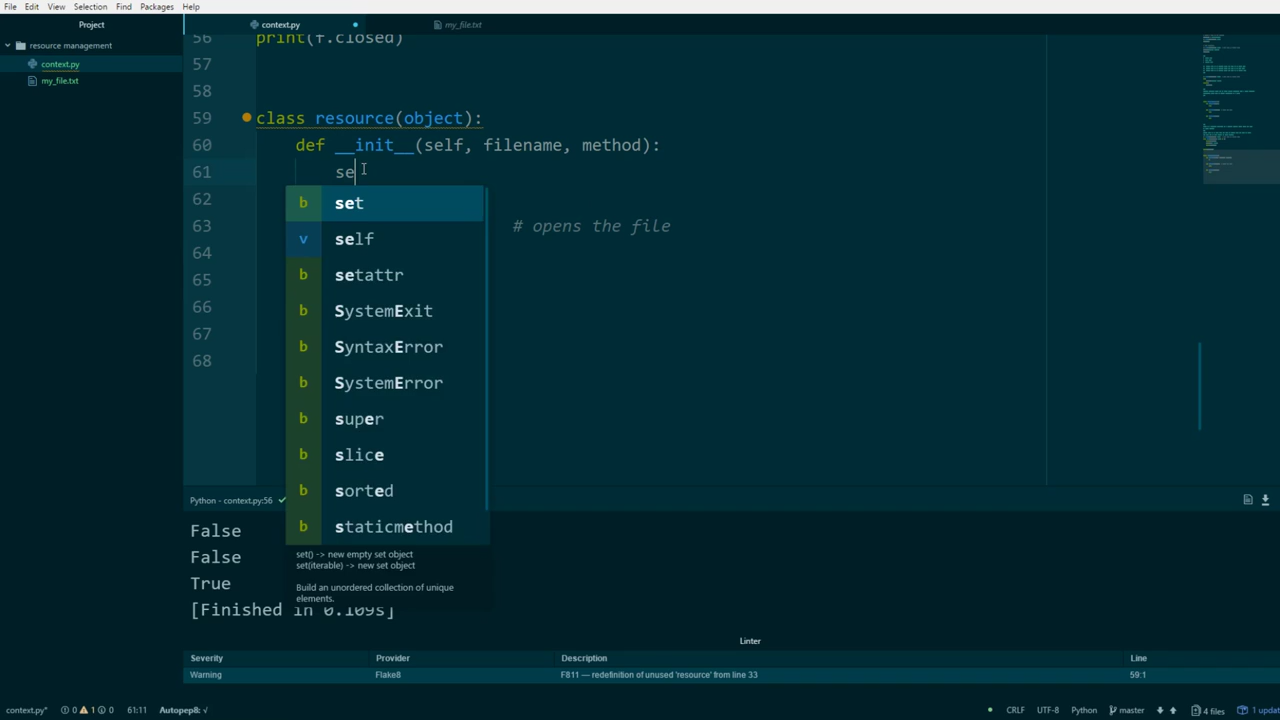 File Edit View Selection Find Packages Help
Project
context.py
my_file.txt
resource management
context.py
my_file.txt
56 print(f.closed)
57
58
59 class resource(object):
60 def __init__(self, filename, method):
61 se
62
63 # opens the file
64
65
66
67
68
b set
v self
b setattr
b SystemExit
b SyntaxError
b SystemError
b super
b slice
b sorted
b staticmethod
set() -> new empty set object
set(iterable) -> new set object
Build an unordered collection of unique
elements.
Python - context.py:56 ✓
False
False
True
[Finished in 0.109s]
Linter
Severity Provider Description Line
Warning Flake8 F811 — redefinition of unused 'resource' from line 33 59:1
context.py* 0 1 0 61:11 Autopep8: √ CRLF UTF-8 Python master 4 files 1 updat